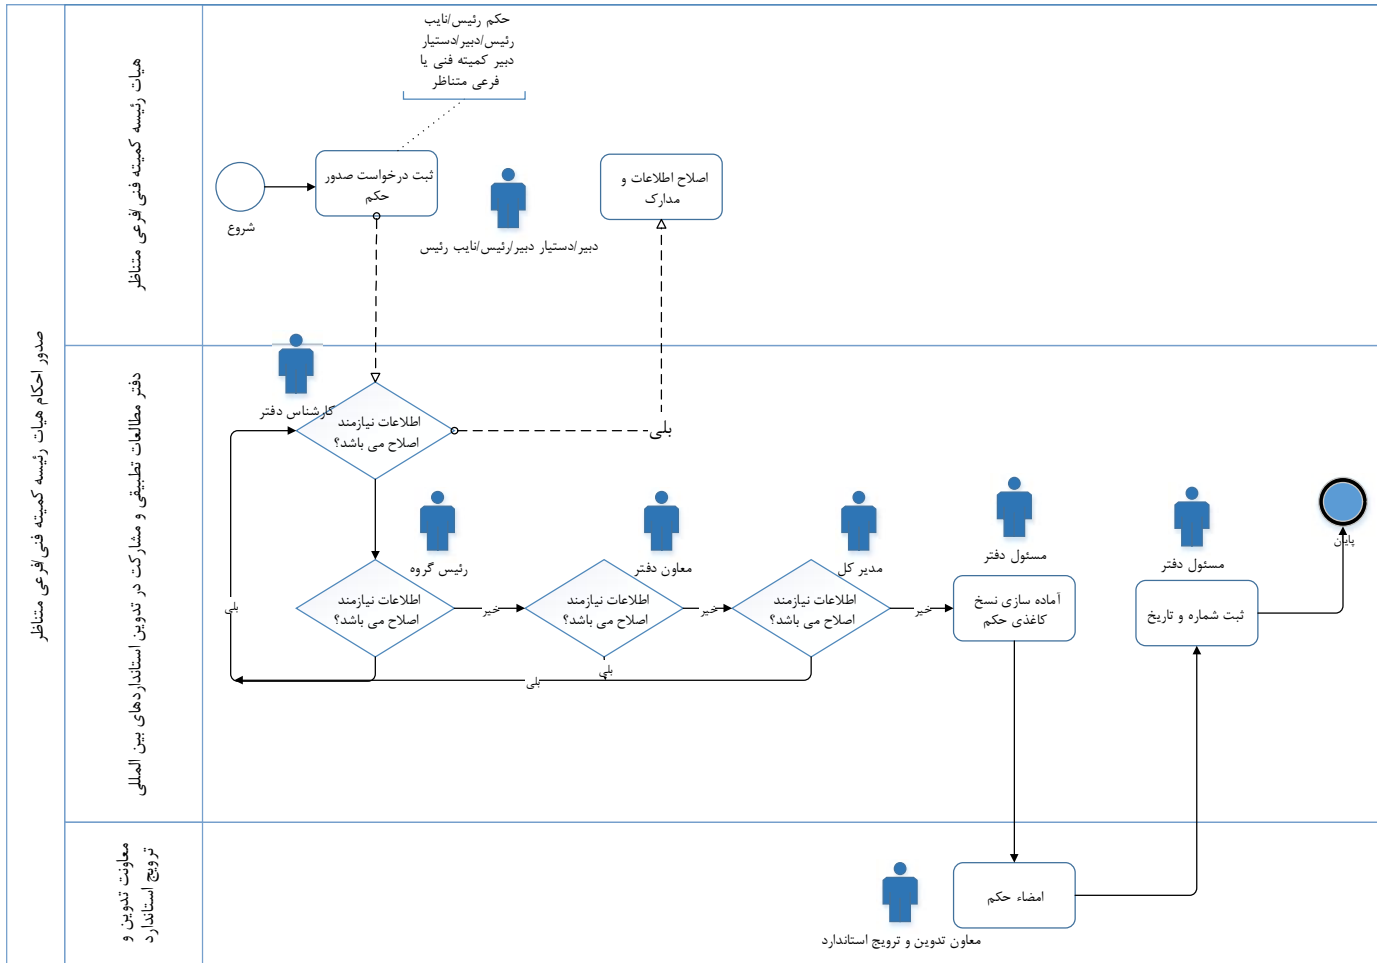 صدور احکام هیات رئیسه کمیته فنی/فرعی متناظر
هیات رئیسه کمیته فنی/فرعی متناظر
حکم رئیس/نایب
رئیس/دبیر/دستیار
دبیر کمیته فنی یا
فرعی متناظر
شروع
ثبت درخواست صدور
حکم
دبیر/دستیار دبیر/رئیس/نایب رئیس
اصلاح اطلاعات و
مدارک
دفتر مطالعات تطبیقی و مشارکت در تدوین استانداردهای بین المللی
کارشناس دفتر
اطلاعات نیازمند
اصلاح می باشد؟
بلی
رئیس گروه
اطلاعات نیازمند
اصلاح می باشد؟
بلی
خیر
معاون دفتر
اطلاعات نیازمند
اصلاح می باشد؟
بلی
خیر
مدیر کل
اطلاعات نیازمند
اصلاح می باشد؟
بلی
خیر
مسئول دفتر
آماده سازی نسخ
کاغذی حکم
مسئول دفتر
ثبت شماره و تاریخ
پایان
معاونت تدوین و
ترویج استاندارد
معاون تدوین و ترویج استاندارد
امضاء حکم